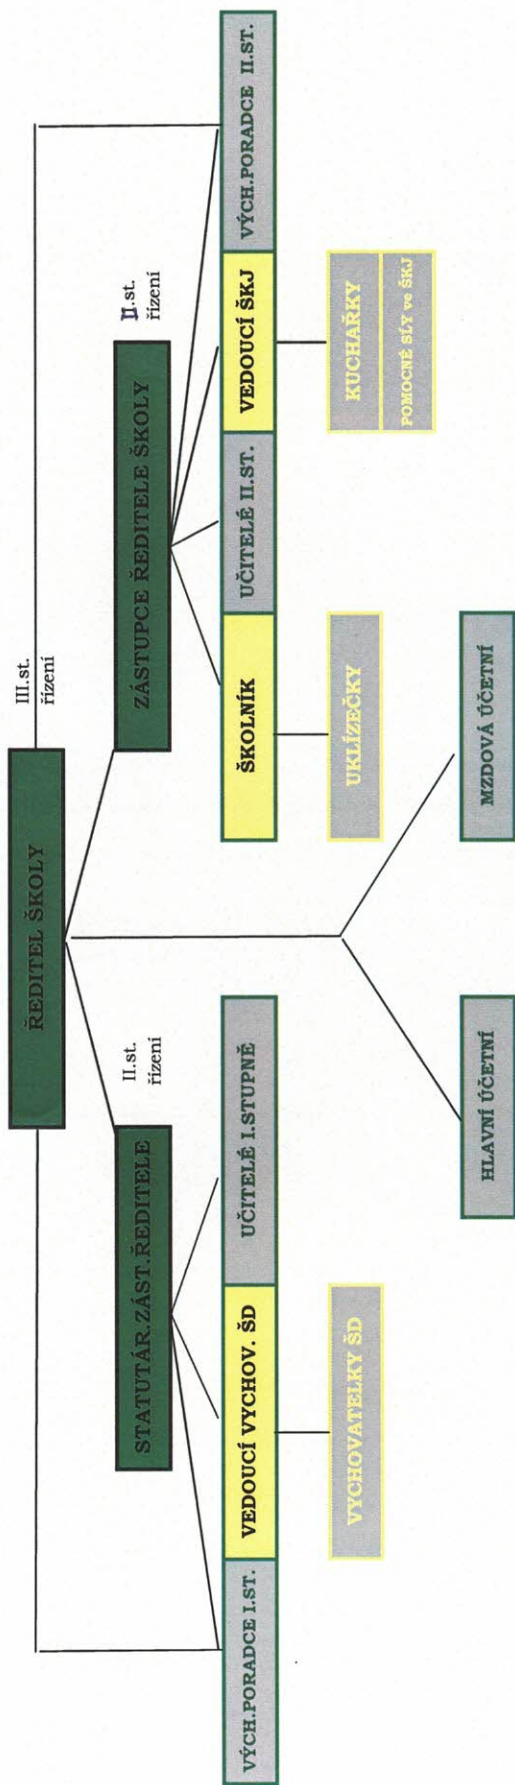 ŘEDITEL ŠKOLY
III.st.
řízení
STATUTÁR.ZÁST.ŘEDITELE
II.st.
řízení
ZÁSTUPCE ŘEDITELE ŠKOLY
II.st.
řízení
VÝCH.PORADCE I.ST.
VEDOUCÍ VYCHOV. ŠD
UČITELÉ I.STUPNĚ
ŠKOLNÍK
UČITELÉ II.ST.
VEDOUCÍ ŠKJ
VÝCH.PORADCE II.ST.
VYCHOVATELKY ŠD
UKLÍZEČKY
KUCHAŘKY
POMOCNÉ SÍLY ve ŠKJ
HLAVNÍ ÚČETNÍ
MZDOVÁ ÚČETNÍ